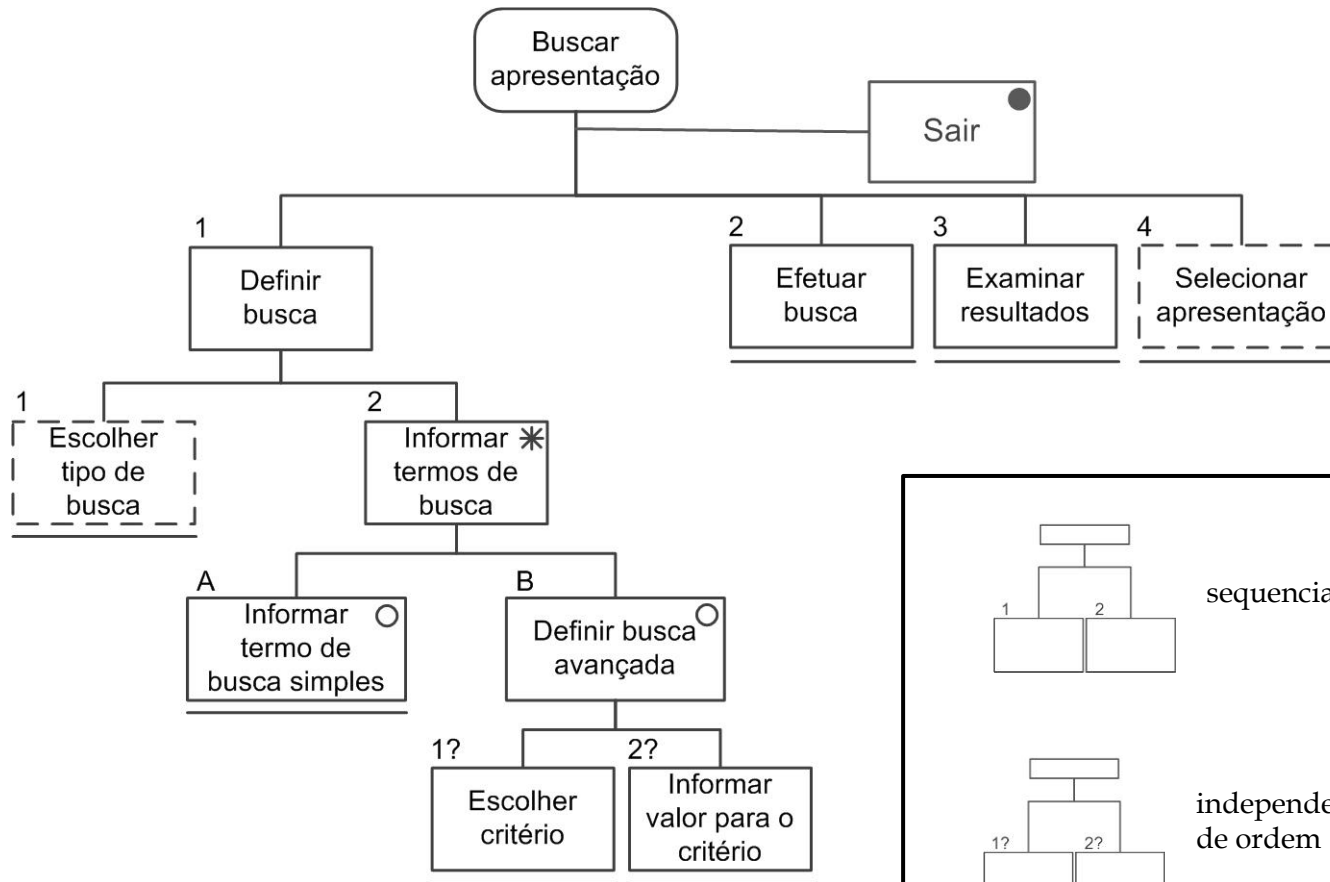 Buscar
apresentação
Sair
1
Definir
busca
2
Efetuar
busca
3
Examinar
resultados
4
Selecionar
apresentação
1
Escolher
tipo de
busca
2
Informar
termos de
busca
A
Informar
termo de
busca simples
B
Definir busca
avançada
1?
Escolher
critério
2?
Informar
valor para o
critério
1
2
1?
2?
de ordem